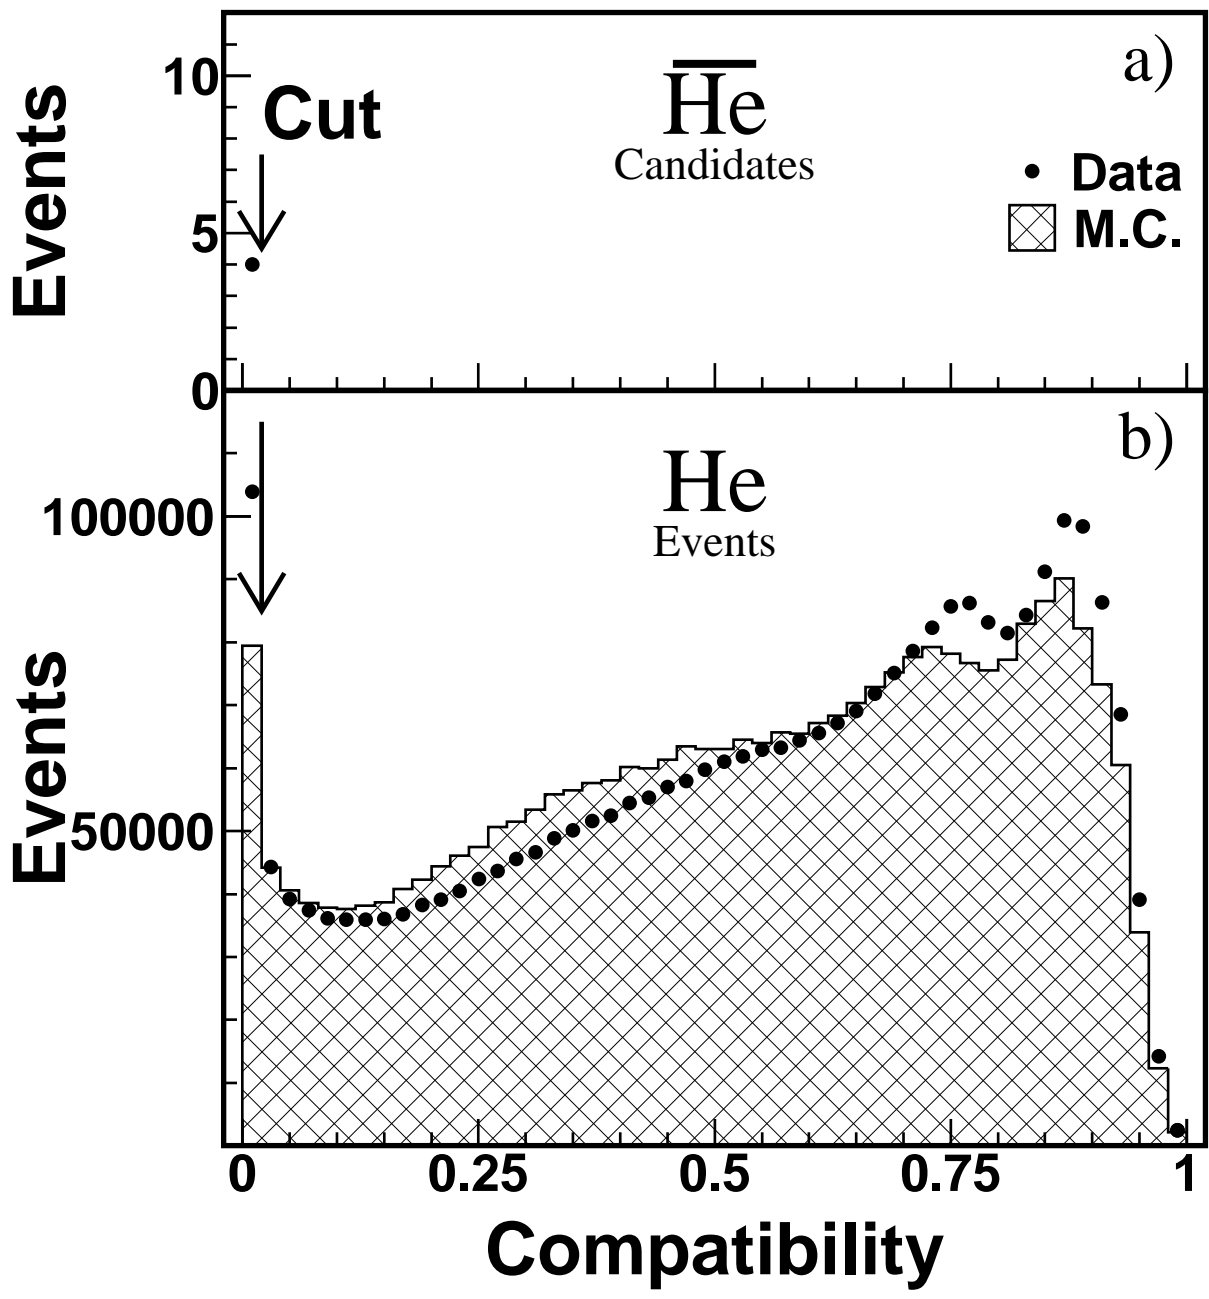 a)
10
Cut
H̅e̅
Candidates
Data
M.C.
5
0
Events
b)
He
Events
100000
50000
Events
0 0.25 0.5 0.75 1
Compatibility